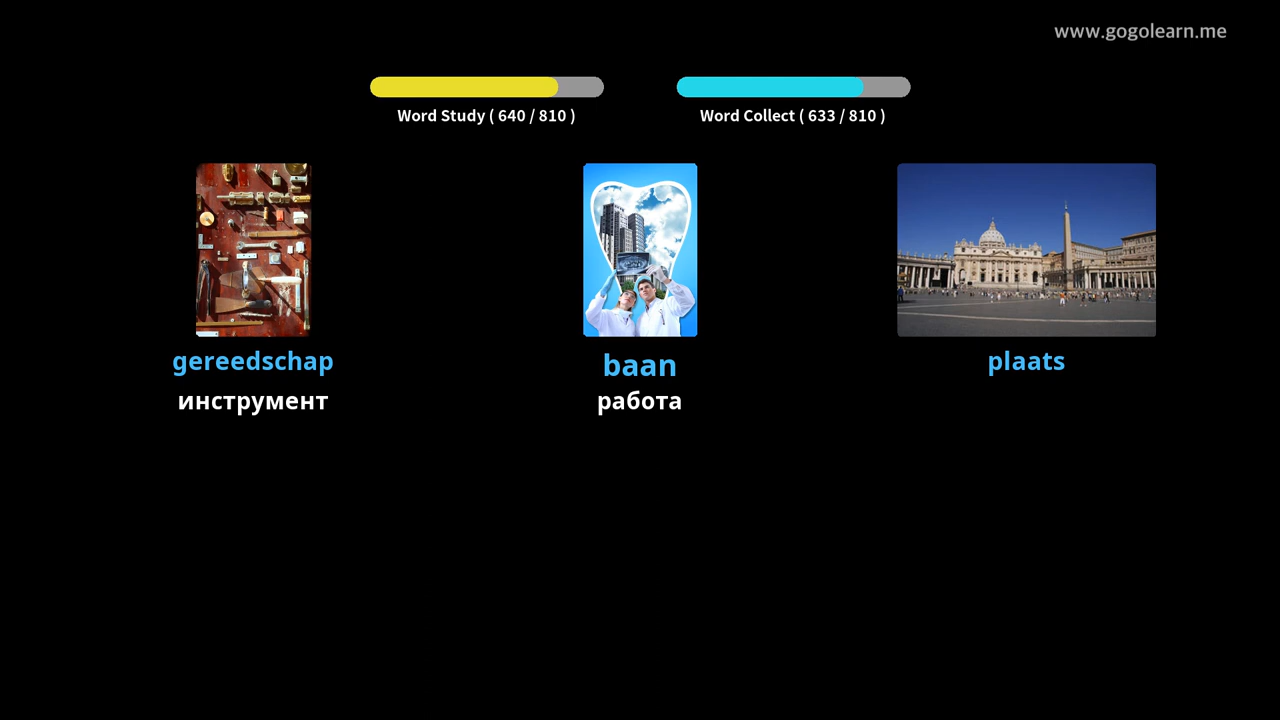 www.gogolearn.me
Word Study ( 640 / 810 )
Word Collect ( 633 / 810 )
gereedschap
инструмент
baan
работа
plaats